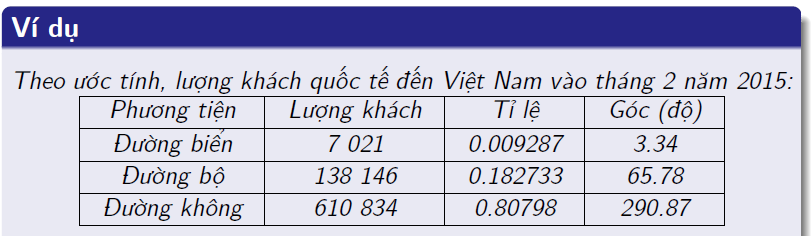 Ví dụ
Theo ước tính, lượng khách quốc tế đến Việt Nam vào tháng 2 năm 2015:
Phương tiện Lượng khách Tỉ lệ Góc (độ)
Đường biển 7 021 0.009287 3.34
Đường bộ 138 146 0.182733 65.78
Đường không 610 834 0.80798 290.87